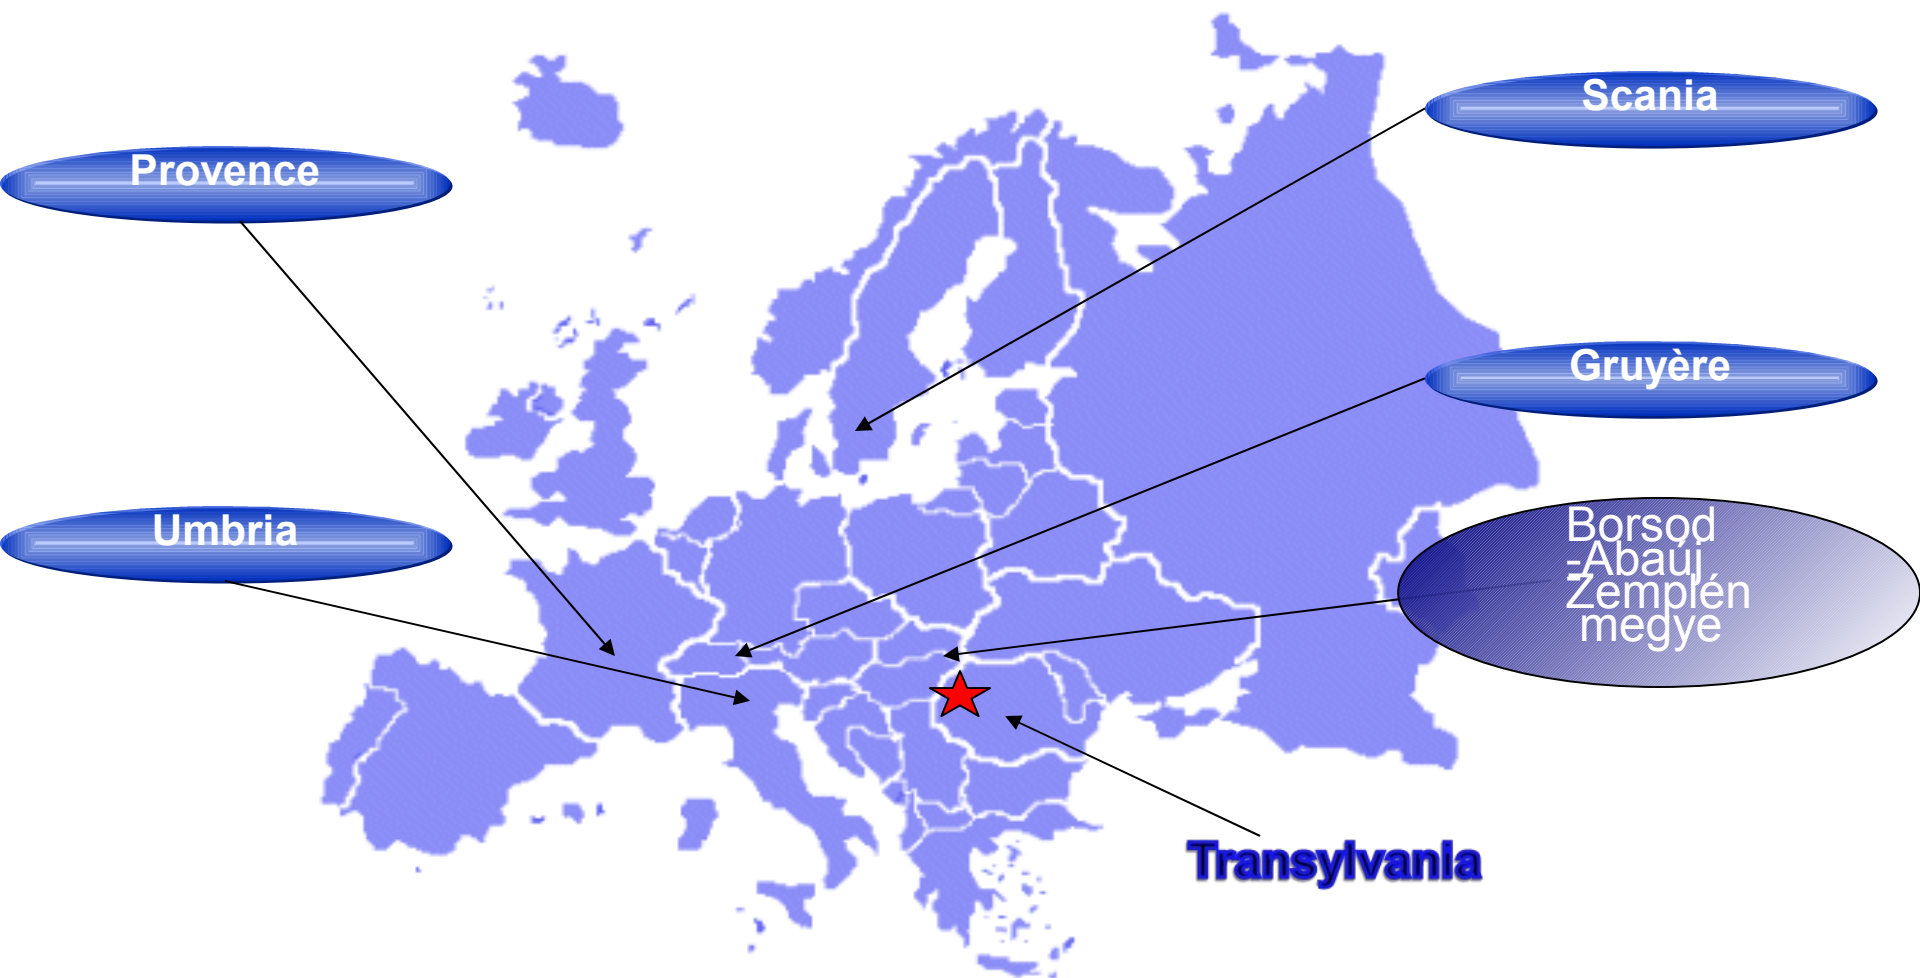 Scania
Provence
Gruyère
Umbria
Borsod
-Abaúj
Zemplén
megye
Transylvania